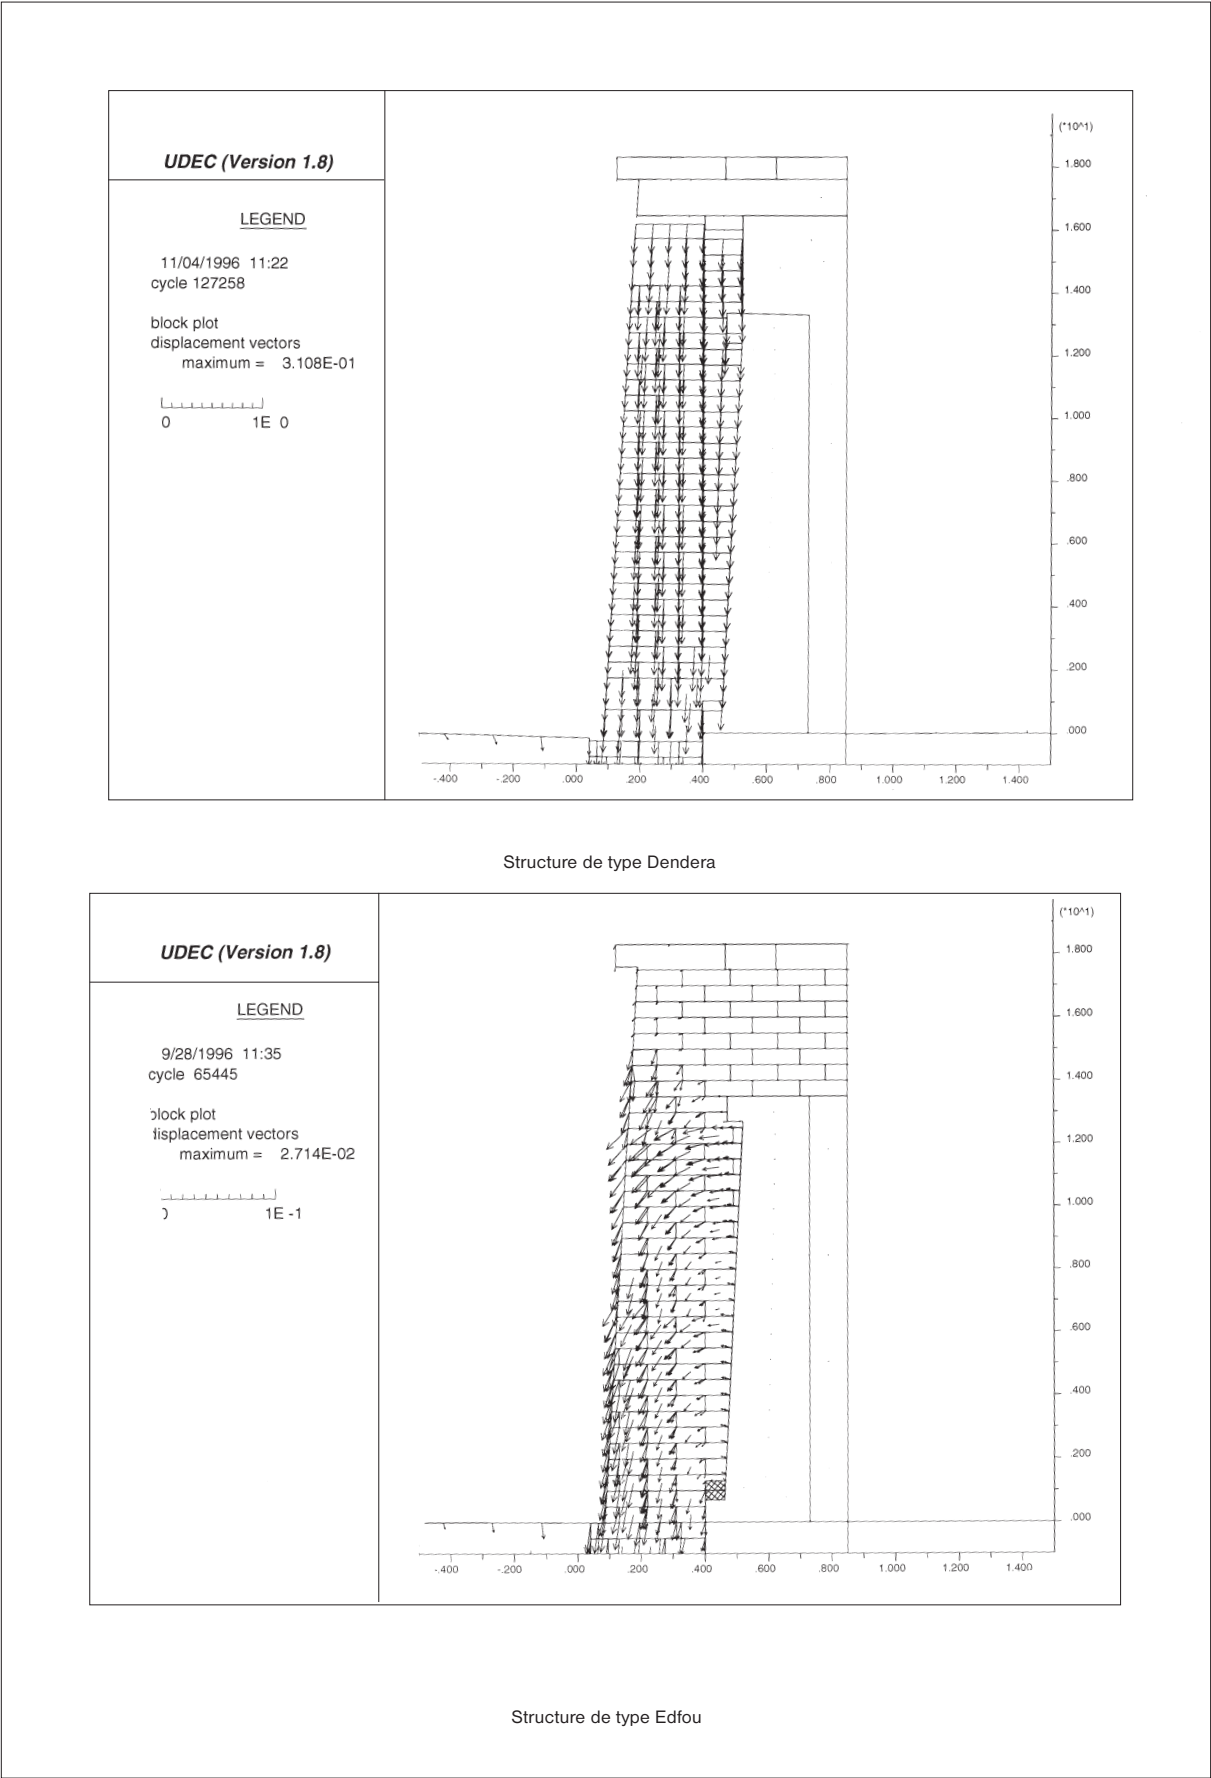 UDEC (Version 1.8)
LEGEND
11/04/1996 11:22
cycle 127258
block plot
displacement vectors
maximum = 3.108E-01
0 1E 0
(*10^1)
1.800
1.600
1.400
1.200
1.000
.800
.600
.400
.200
.000
-.400 -.200 .000 .200 .400 .600 .800 1.000 1.200 1.400
Structure de type Dendera
UDEC (Version 1.8)
LEGEND
9/28/1996 11:35
cycle 65445
block plot
displacement vectors
maximum = 2.714E-02
0 1E -1
(*10^1)
1.800
1.600
1.400
1.200
1.000
.800
.600
.400
.200
.000
-.400 -.200 .000 .200 .400 .600 .800 1.000 1.200 1.400
Structure de type Edfou